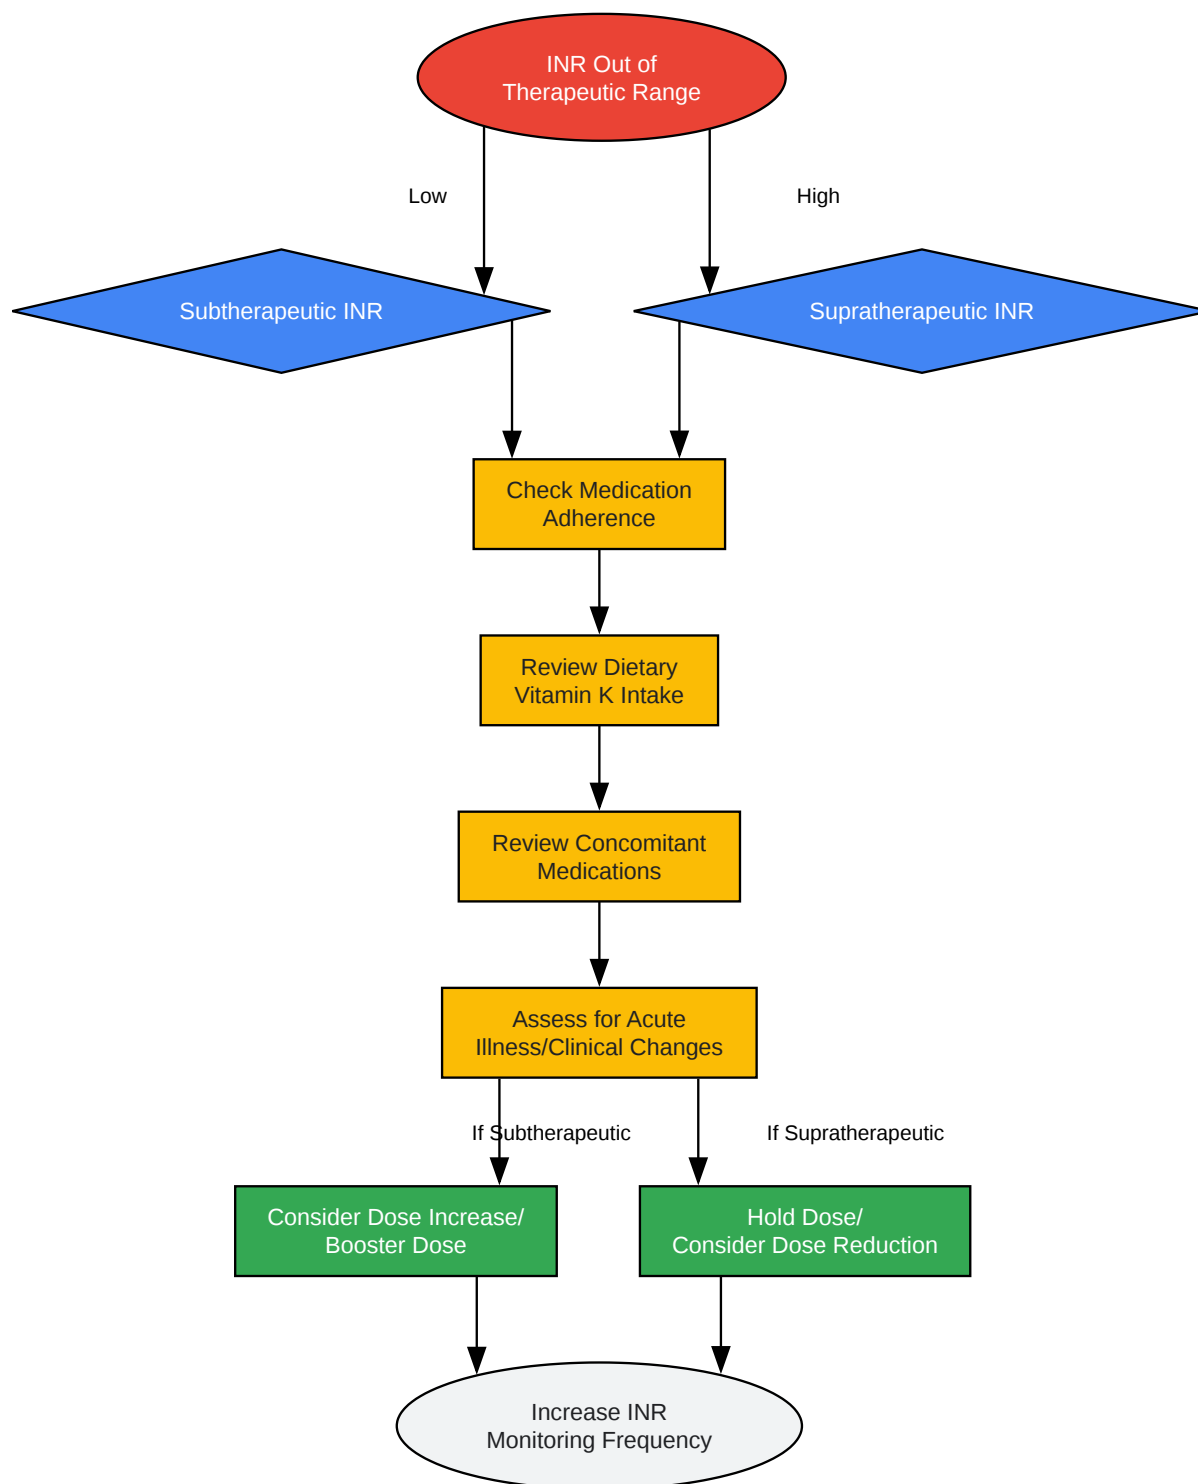 INR Out of
Therapeutic Range
Low
High
Subtherapeutic INR
Supratherapeutic INR
Check Medication
Adherence
Review Dietary
Vitamin K Intake
Review Concomitant
Medications
Assess for Acute
Illness/Clinical Changes
If Subtherapeutic
If Supratherapeutic
Consider Dose Increase/
Booster Dose
Hold Dose/
Consider Dose Reduction
Increase INR
Monitoring Frequency